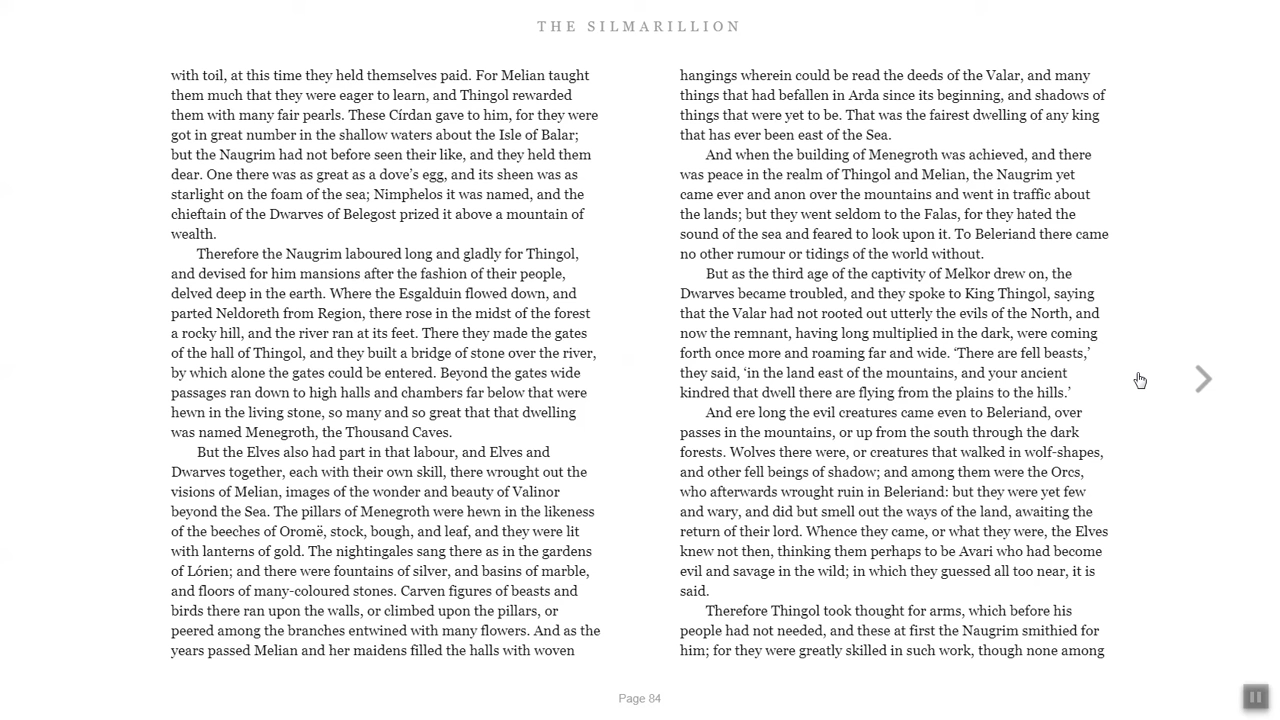 THE SILMARILLION
with toil, at this time they held themselves paid. For Melian taught
them much that they were eager to learn, and Thingol rewarded
them with many fair pearls. These Círdan gave to him, for they were
got in great number in the shallow waters about the Isle of Balar;
but the Naugrim had not before seen their like, and they held them
dear. One there was as great as a dove’s egg, and its sheen was as
starlight on the foam of the sea; Nimphelos it was named, and the
chieftain of the Dwarves of Belegost prized it above a mountain of
wealth.
Therefore the Naugrim laboured long and gladly for Thingol,
and devised for him mansions after the fashion of their people,
delved deep in the earth. Where the Esgalduin flowed down, and
parted Neldoreth from Region, there rose in the midst of the forest
a rocky hill, and the river ran at its feet. There they made the gates
of the hall of Thingol, and they built a bridge of stone over the river,
by which alone the gates could be entered. Beyond the gates wide
passages ran down to high halls and chambers far below that were
hewn in the living stone, so many and so great that that dwelling
was named Menegroth, the Thousand Caves.
But the Elves also had part in that labour, and Elves and
Dwarves together, each with their own skill, there wrought out the
visions of Melian, images of the wonder and beauty of Valinor
beyond the Sea. The pillars of Menegroth were hewn in the likeness
of the beeches of Oromë, stock, bough, and leaf, and they were lit
with lanterns of gold. The nightingales sang there as in the gardens
of Lórien; and there were fountains of silver, and basins of marble,
and floors of many-coloured stones. Carven figures of beasts and
birds there ran upon the walls, or climbed upon the pillars, or
peered among the branches entwined with many flowers. And as the
years passed Melian and her maidens filled the halls with woven
hangings wherein could be read the deeds of the Valar, and many
things that had befallen in Arda since its beginning, and shadows of
things that were yet to be. That was the fairest dwelling of any king
that has ever been east of the Sea.
And when the building of Menegroth was achieved, and there
was peace in the realm of Thingol and Melian, the Naugrim yet
came ever and anon over the mountains and went in traffic about
the lands; but they went seldom to the Falas, for they hated the
sound of the sea and feared to look upon it. To Beleriand there came
no other rumour or tidings of the world without.
But as the third age of the captivity of Melkor drew on, the
Dwarves became troubled, and they spoke to King Thingol, saying
that the Valar had not rooted out utterly the evils of the North, and
now the remnant, having long multiplied in the dark, were coming
forth once more and roaming far and wide. ‘There are fell beasts,’
they said, ‘in the land east of the mountains, and your ancient
kindred that dwell there are flying from the plains to the hills.’
And ere long the evil creatures came even to Beleriand, over
passes in the mountains, or up from the south through the dark
forests. Wolves there were, or creatures that walked in wolf-shapes,
and other fell beings of shadow; and among them were the Orcs,
who afterwards wrought ruin in Beleriand: but they were yet few
and wary, and did but smell out the ways of the land, awaiting the
return of their lord. Whence they came, or what they were, the Elves
knew not then, thinking them perhaps to be Avari who had become
evil and savage in the wild; in which they guessed all too near, it is
said.
Therefore Thingol took thought for arms, which before his
people had not needed, and these at first the Naugrim smithied for
him; for they were greatly skilled in such work, though none among
Page 84